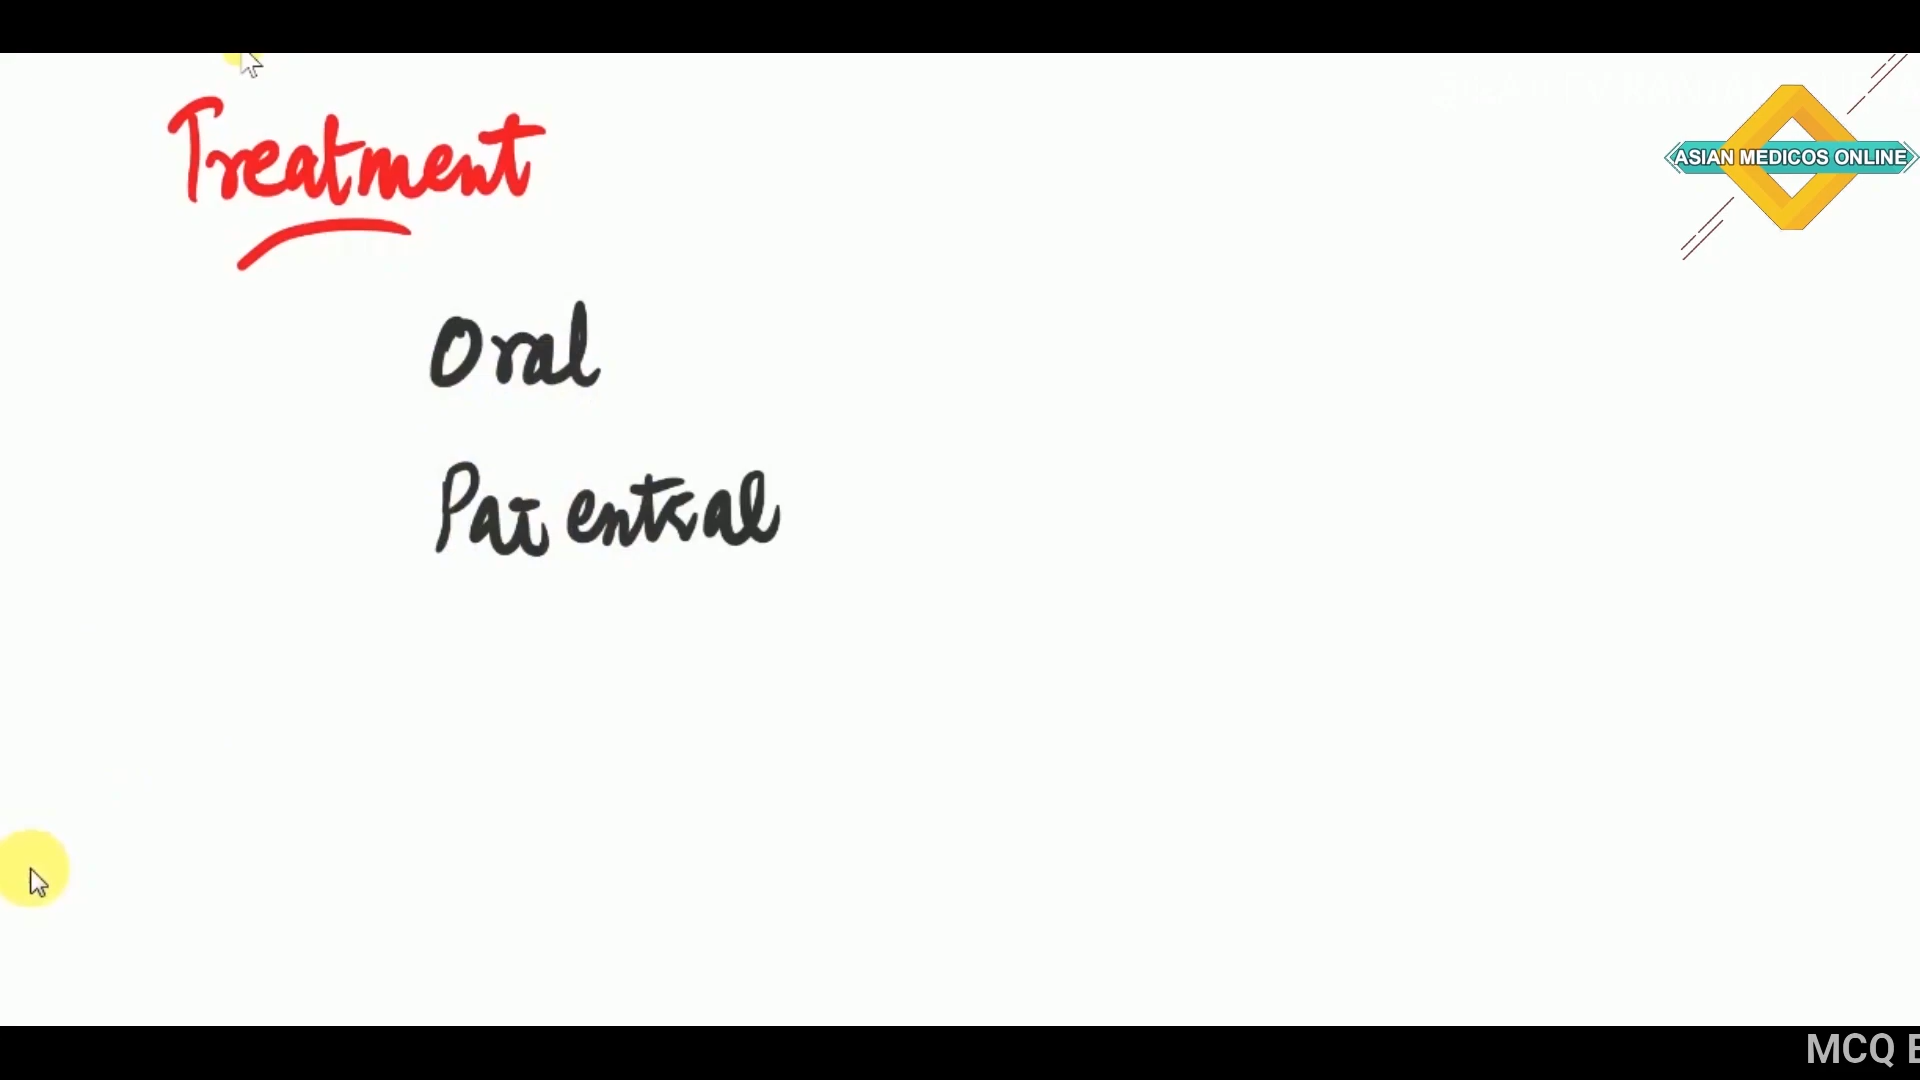 Treatment
ASIAN MEDICOS ONLINE
Oral
Parentral
MCQ